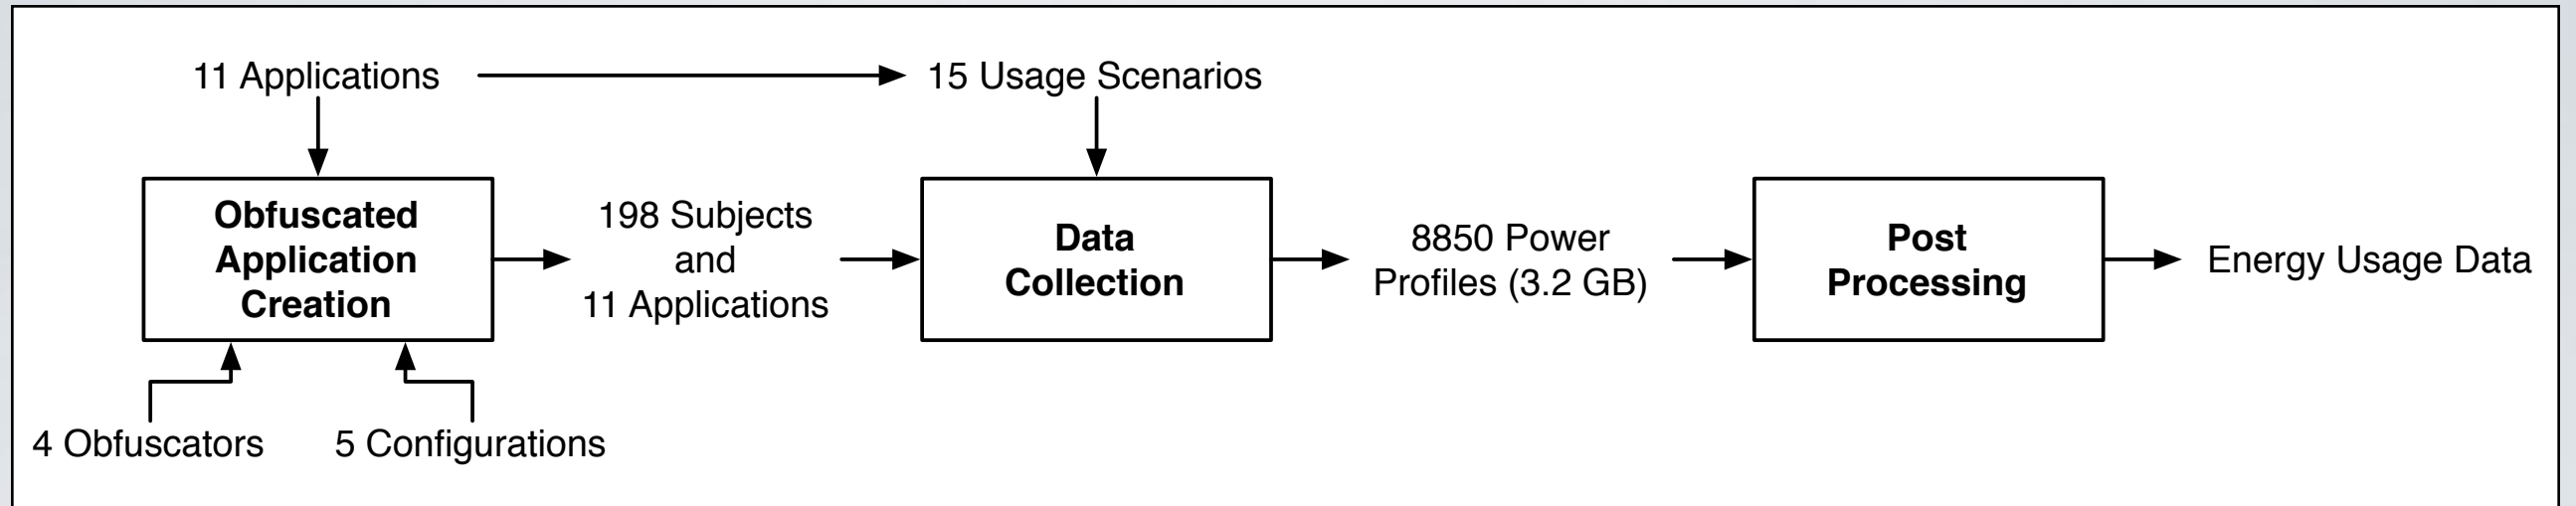 11 Applications
15 Usage Scenarios
Obfuscated
Application
Creation
198 Subjects
and
11 Applications
Data
Collection
8850 Power
Profiles (3.2 GB)
Post
Processing
Energy Usage Data
4 Obfuscators
5 Configurations